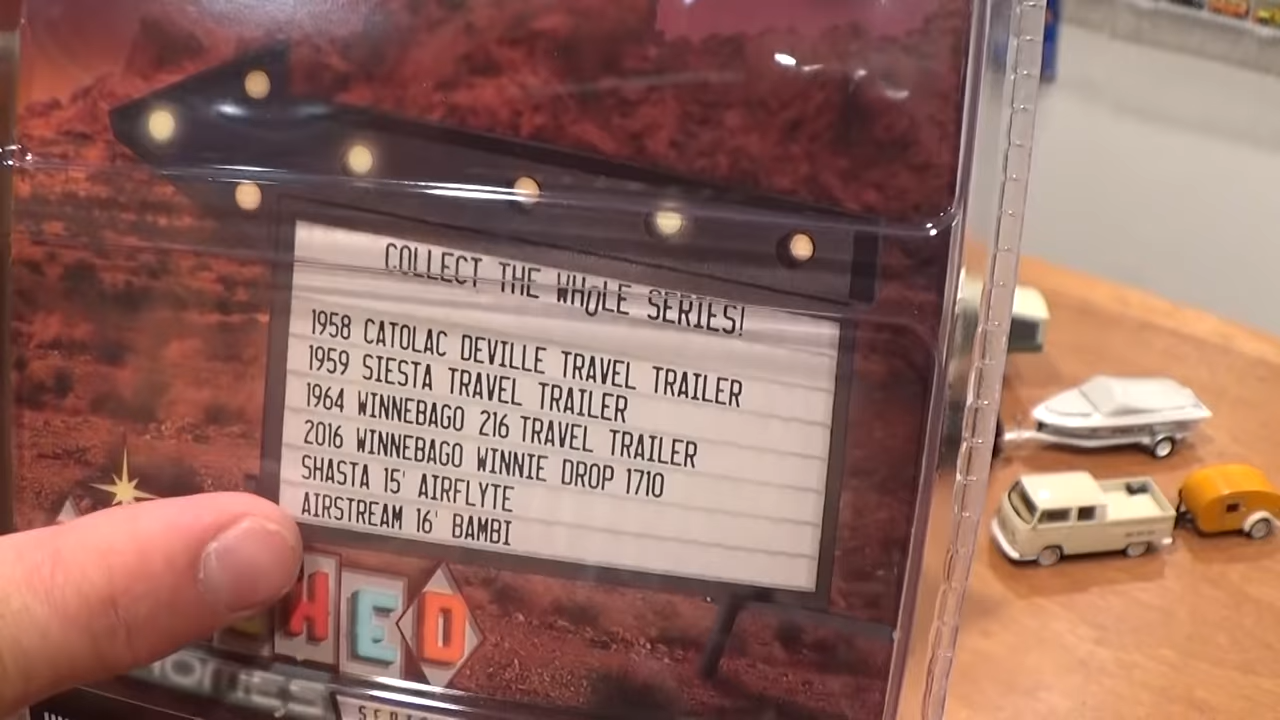 COLLECT THE WHOLE SERIES!
1958 CATOLAC DEVILLE TRAVEL TRAILER
1959 SIESTA TRAVEL TRAILER
1964 WINNEBAGO 216 TRAVEL TRAILER
2016 WINNEBAGO WINNIE DROP 1710
SHASTA 15' AIRFLYTE
AIRSTREAM 16' BAMBI
HED